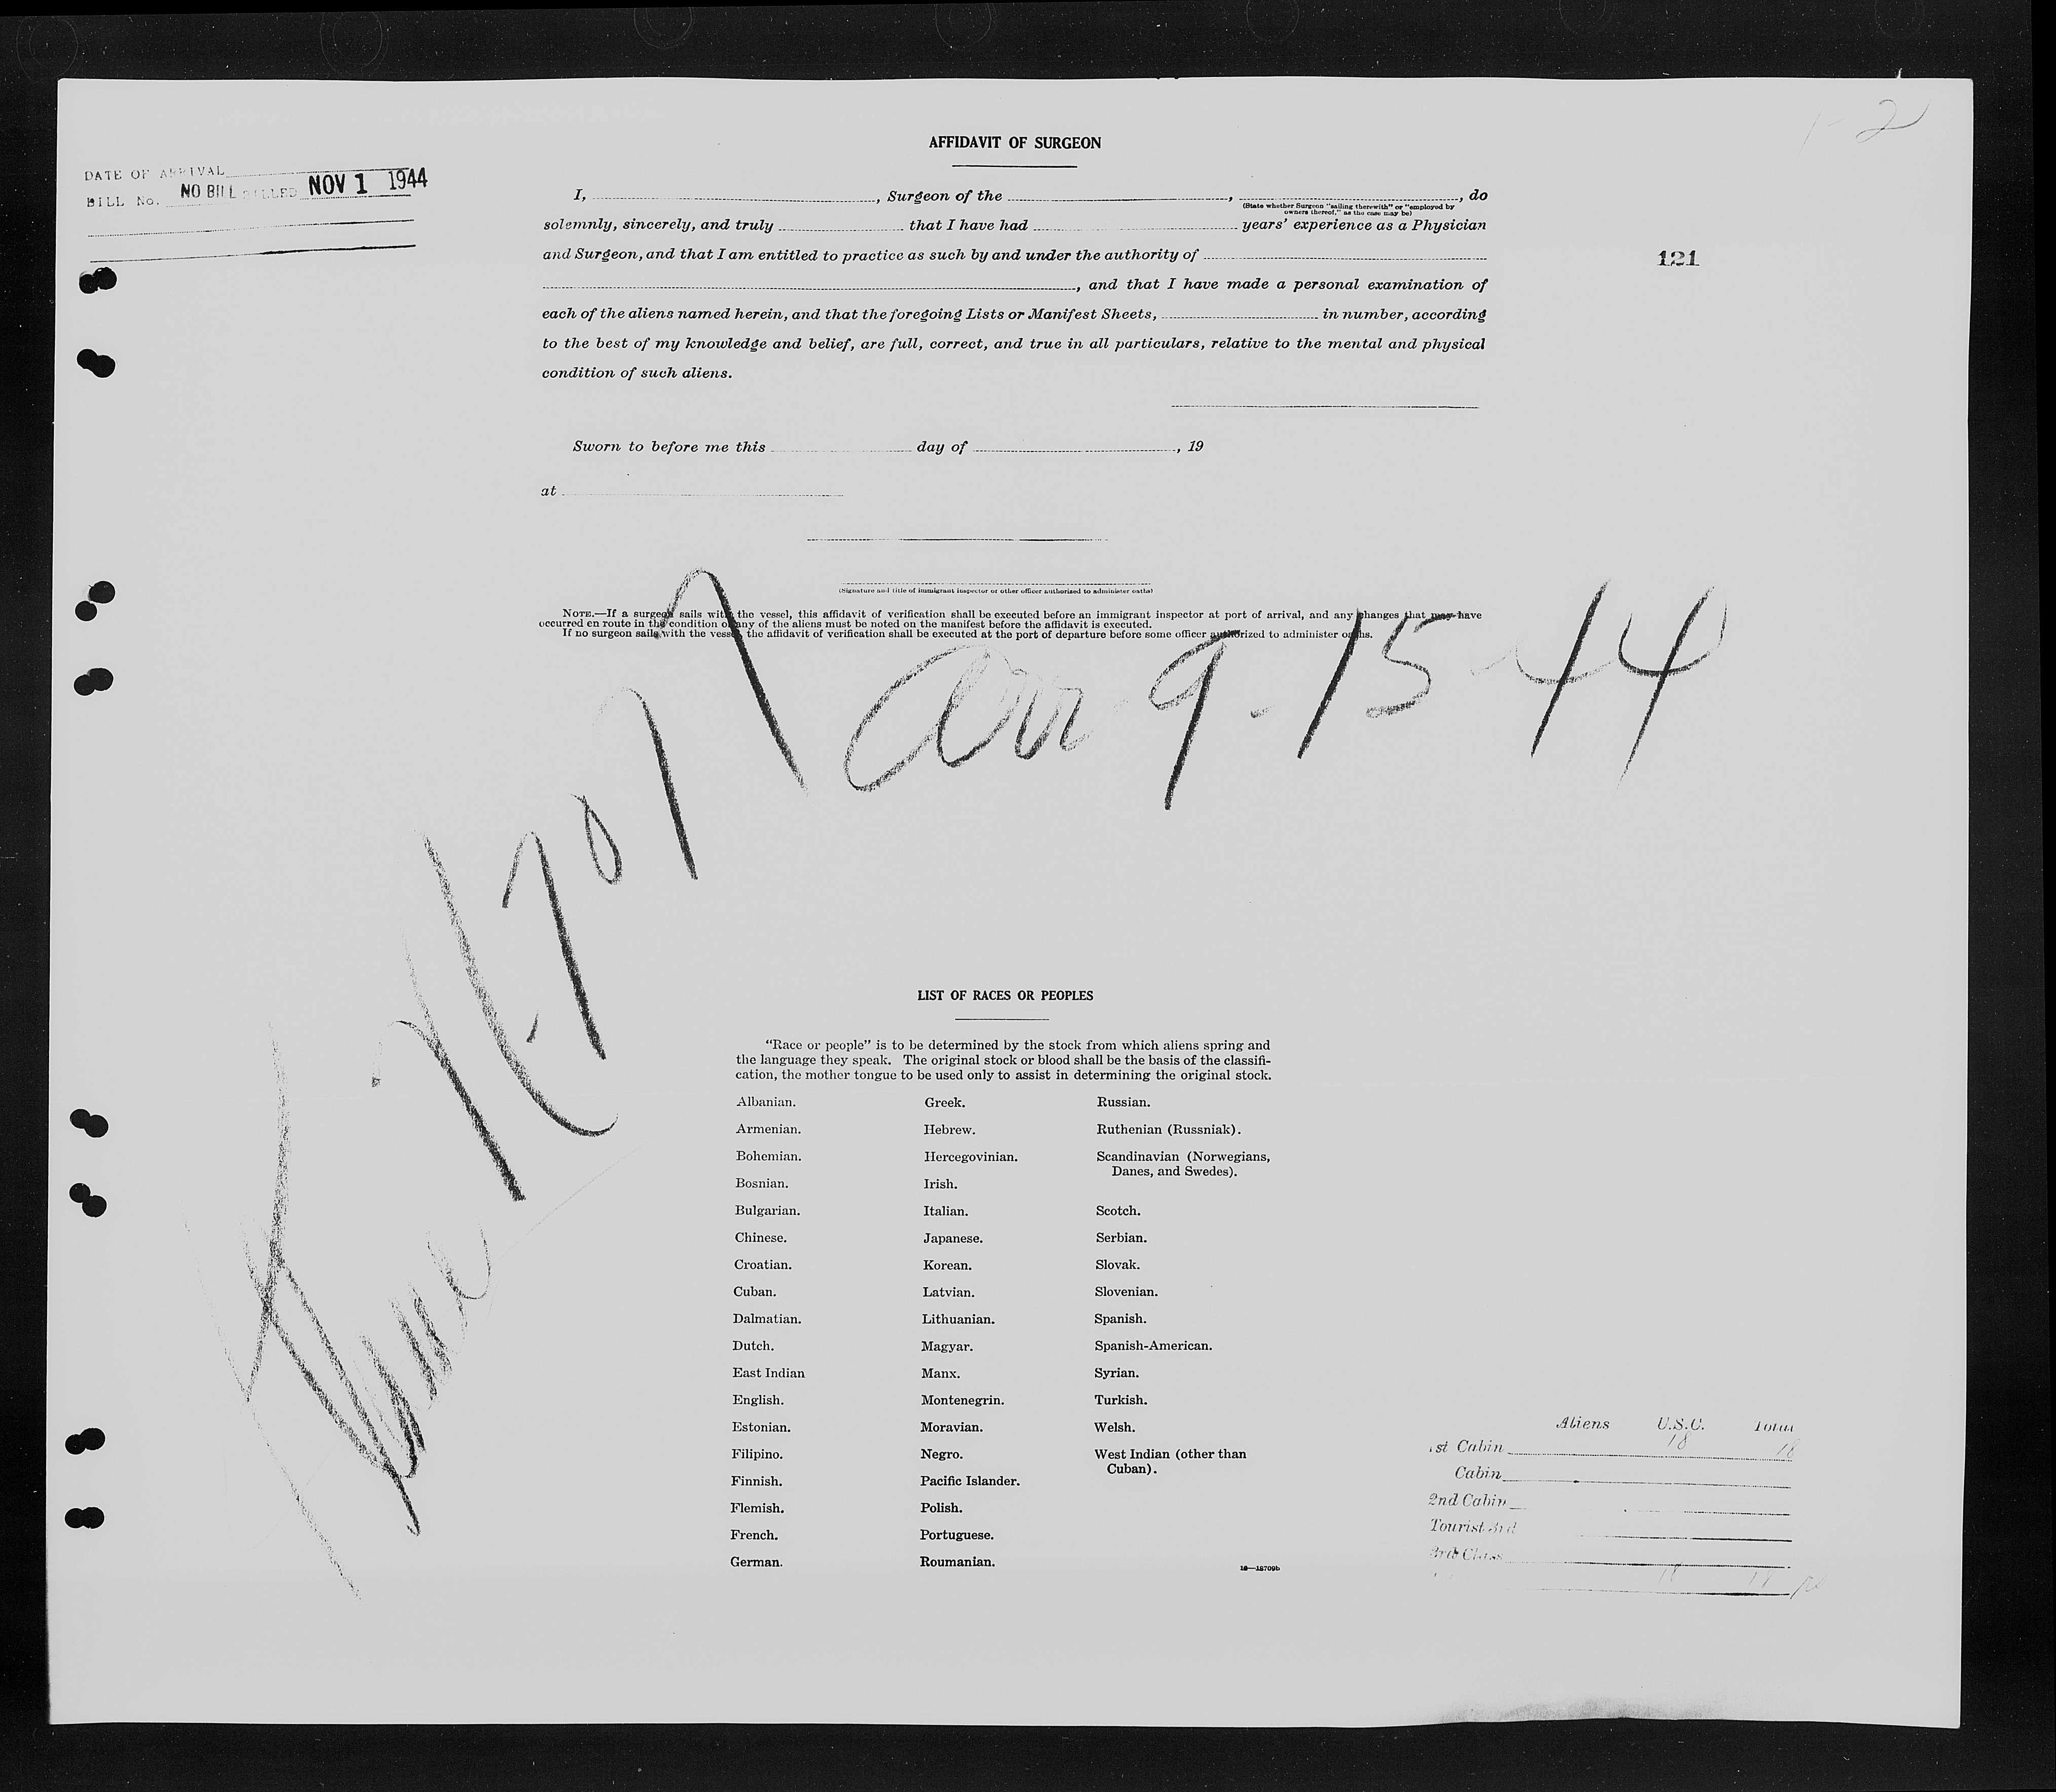 1-2
AFFIDAVIT OF SURGEON
DATE OF ARRIVAL
BILL No. NO BILL BILLED NOV 1 1944
I, , Surgeon of the , , do
(State whether Surgeon "sailing therewith" or "employed by
owners thereof," as the case may be)
solemnly, sincerely, and truly that I have had years' experience as a Physician
and Surgeon, and that I am entitled to practice as such by and under the authority of
121
, and that I have made a personal examination of
each of the aliens named herein, and that the foregoing Lists or Manifest Sheets, in number, according
to the best of my knowledge and belief, are full, correct, and true in all particulars, relative to the mental and physical
condition of such aliens.
Sworn to before me this day of , 19
at
(Signature and title of immigrant inspector or other officer authorized to administer oaths)
NOTE.—If a surgeon sails with the vessel, this affidavit of verification shall be executed before an immigrant inspector at port of arrival, and any changes that may have
occurred en route in the condition of any of the aliens must be noted on the manifest before the affidavit is executed.
If no surgeon sails with the vessel, the affidavit of verification shall be executed at the port of departure before some officer authorized to administer oaths.
arr 9-15-44
LIST OF RACES OR PEOPLES
"Race or people" is to be determined by the stock from which aliens spring and
the language they speak. The original stock or blood shall be the basis of the classifi-
cation, the mother tongue to be used only to assist in determining the original stock.
Albanian. Greek. Russian.
Armenian. Hebrew. Ruthenian (Russniak).
Bohemian. Hercegovinian. Scandinavian (Norwegians,
Danes, and Swedes).
Bosnian. Irish.
Bulgarian. Italian. Scotch.
Chinese. Japanese. Serbian.
Croatian. Korean. Slovak.
Cuban. Latvian. Slovenian.
Dalmatian. Lithuanian. Spanish.
Dutch. Magyar. Spanish-American.
East Indian Manx. Syrian.
English. Montenegrin. Turkish.
Estonian. Moravian. Welsh.
Filipino. Negro. West Indian (other than
Cuban).
Finnish. Pacific Islander.
Flemish. Polish.
French. Portuguese.
German. Roumanian.
16—18709b
Aliens U.S.C. Total
1st Cabin 18 18
Cabin
2nd Cabin
Tourist 3rd
3rd Class
18 18